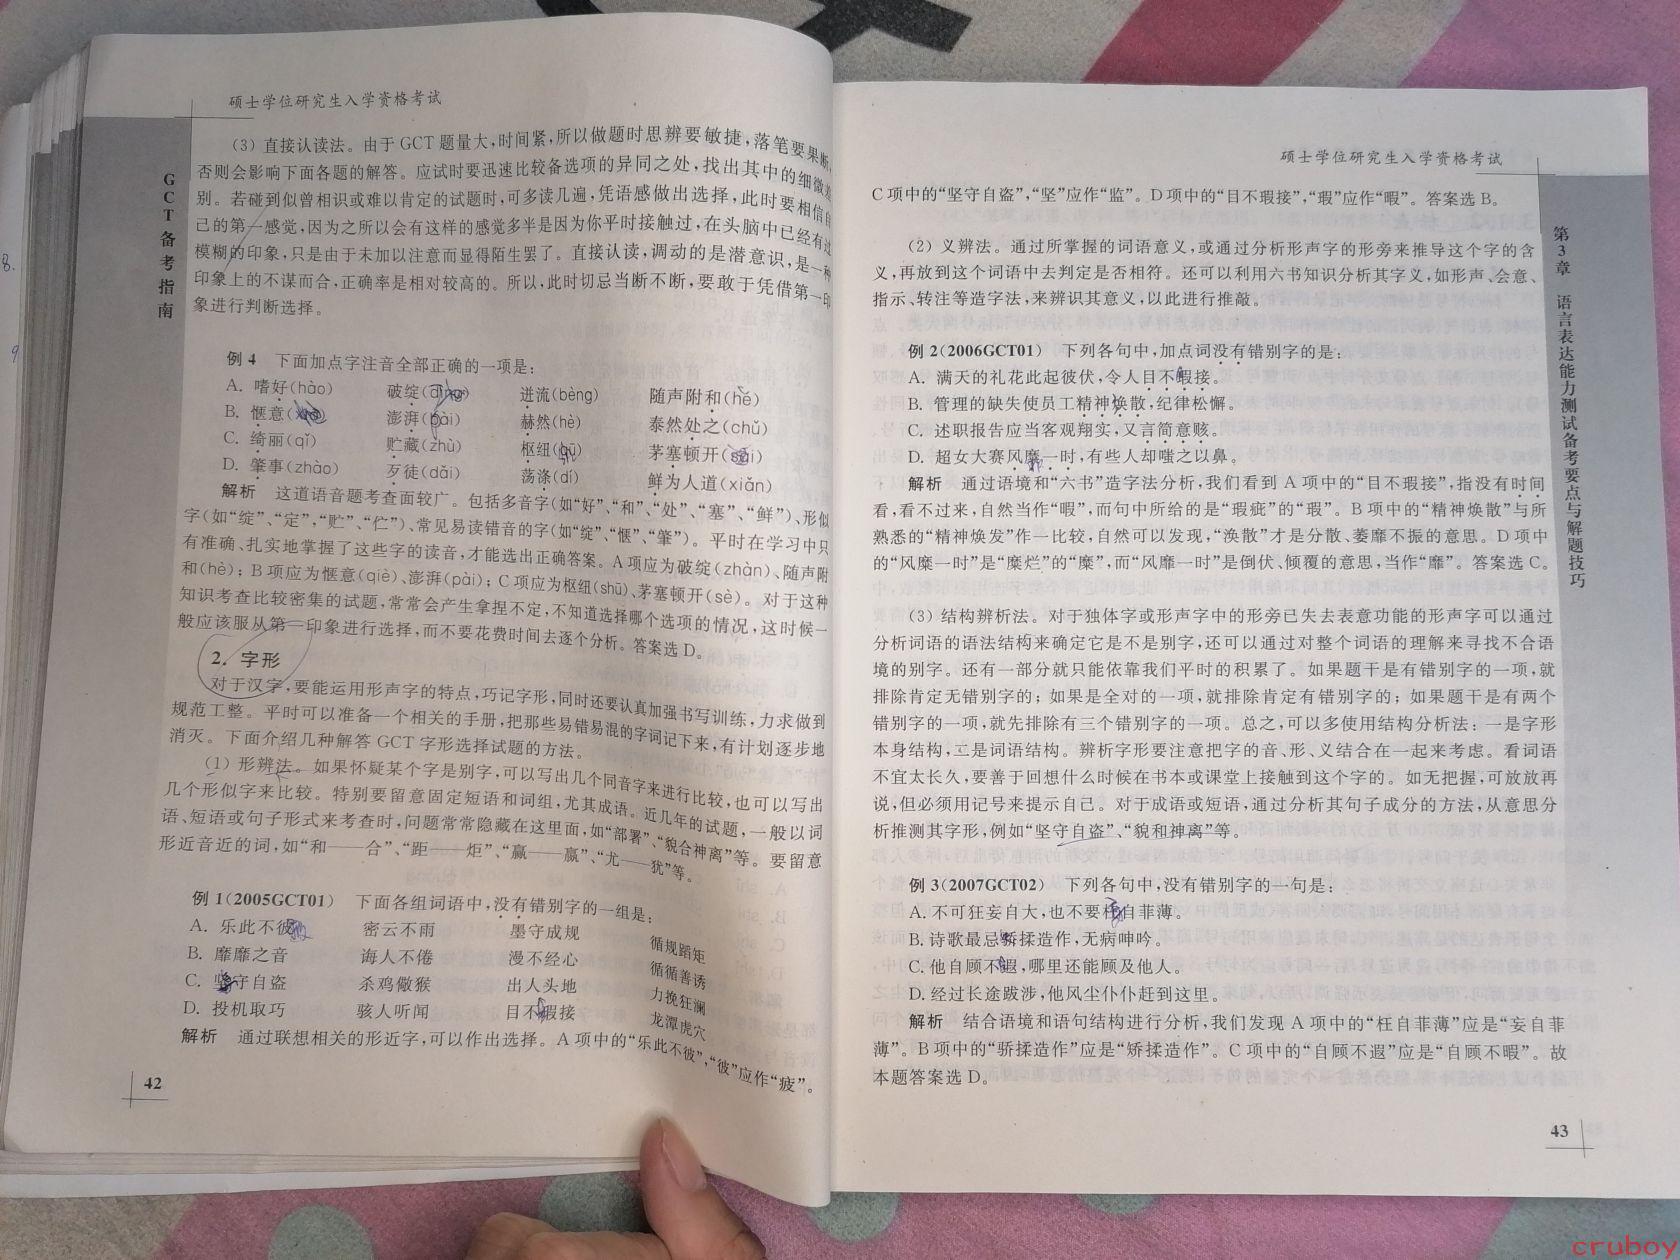 硕士学位研究生入学资格考试
GCT备考指南
(3) 直接认读法。由于 GCT 题量大,时间紧,所以做题时思辨要敏捷,落笔要果断,
否则会影响下面各题的解答。应试时要迅速比较备选项的异同之处,找出其中的细微差
别。若碰到似曾相识或难以肯定的试题时,可多读几遍,凭语感做出选择,此时要相信自
己的第一感觉,因为之所以会有这样的感觉多半是因为你平时接触过,在头脑中已经有过
模糊的印象,只是由于未加以注意而显得陌生罢了。直接认读,调动的是潜意识,是一种
印象上的不谋而合,正确率是相对较高的。所以,此时切忌当断不断,要敢于凭借第一印
象进行判断选择。
例 4 下面加点字注音全部正确的一项是:
A. 嗜好(hào) 破绽 迸流(bèng) 随声附和(hé)
B. 惬意 澎湃(pài) 赫然(hè) 泰然处之(chǔ)
C. 绮丽(qǐ) 贮藏(zhù) 枢纽 茅塞顿开
D. 肇事(zhào) 歹徒(dǎi) 荡涤(dí) 鲜为人道(xiǎn)
解析 这道语音题考查面较广。包括多音字(如“好”、“和”、“处”、“塞”、“鲜”)、形似
字(如“绽”、“定”,“贮”、“伫”)、常见易读错音的字(如“绽”、“惬”、“肇”)。平时在学习中只
有准确、扎实地掌握了这些字的读音,才能选出正确答案。A 项应为破绽(zhàn)、随声附
和(hè)；B 项应为惬意(qiè)、澎湃(pài)；C 项应为枢纽(shū)、茅塞顿开(sè)。对于这种
知识考查比较密集的试题,常常会产生拿捏不定,不知道选择哪个选项的情况,这时候一
般应该服从第一印象进行选择,而不要花费时间去逐个分析。答案选 D。
2. 字形
对于汉字,要能运用形声字的特点,巧记字形,同时还要认真加强书写训练,力求做到
规范工整。平时可以准备一个相关的手册,把那些易错易混的字词记下来,有计划逐步地
消灭。下面介绍几种解答 GCT 字形选择试题的方法。
(1) 形辨法。如果怀疑某个字是别字,可以写出几个同音字来进行比较,也可以写出
几个形似字来比较。特别要留意固定短语和词组,尤其成语。近几年的试题,一般以词
语、短语或句子形式来考查时,问题常常隐藏在这里面,如“部署”、“貌合神离”等。要留意
形近音近的词,如“和——合”、“距——炬”、“赢——嬴”、“尤——犹”等。
例 1(2005GCT01) 下面各组词语中,没有错别字的一组是:
A. 乐此不彼 密云不雨 墨守成规 循规蹈矩
B. 靡靡之音 诲人不倦 漫不经心 循循善诱
C. 坚守自盗 杀鸡儆猴 出人头地 力挽狂澜
D. 投机取巧 骇人听闻 目不瑕接 龙潭虎穴
解析 通过联想相关的形近字,可以作出选择。A 项中的“乐此不彼”,“彼”应作“疲”。
42
硕士学位研究生入学资格考试
第3章 语言表达能力测试备考要点与解题技巧
C 项中的“坚守自盗”,“坚”应作“监”。D 项中的“目不瑕接”,“瑕”应作“暇”。答案选 B。
(2) 义辨法。通过所掌握的词语意义,或通过分析形声字的形旁来推导这个字的含
义,再放到这个词语中去判定是否相符。还可以利用六书知识分析其字义,如形声、会意、
指示、转注等造字法,来辨识其意义,以此进行推敲。
例 2(2006GCT01) 下列各句中,加点词没有错别字的是:
A. 满天的礼花此起彼伏,令人目不瑕接。
B. 管理的缺失使员工精神焕散,纪律松懈。
C. 述职报告应当客观翔实,又言简意赅。
D. 超女大赛风糜一时,有些人却嗤之以鼻。
解析 通过语境和“六书”造字法分析,我们看到 A 项中的“目不瑕接”,指没有时间
看,看不过来,自然当作“暇”,而句中所给的是“瑕疵”的“瑕”。B 项中的“精神焕散”与所
熟悉的“精神焕发”作一比较,自然可以发现,“涣散”才是分散、萎靡不振的意思。D 项中
的“风糜一时”是“糜烂”的“糜”,而“风靡一时”是倒伏、倾覆的意思,当作“靡”。答案选 C。
(3) 结构辨析法。对于独体字或形声字中的形旁已失去表意功能的形声字可以通过
分析词语的语法结构来确定它是不是别字,还可以通过对整个词语的理解来寻找不合语
境的别字。还有一部分就只能依靠我们平时的积累了。如果题干是有错别字的一项,就
排除肯定无错别字的；如果是全对的一项,就排除肯定有错别字的；如果题干是有两个
错别字的一项,就先排除有三个错别字的一项。总之,可以多使用结构分析法：一是字形
本身结构,二是词语结构。辨析字形要注意把字的音、形、义结合在一起来考虑。看词语
不宜太长久,要善于回想什么时候在书本或课堂上接触到这个字的。如无把握,可放放再
说,但必须用记号来提示自己。对于成语或短语,通过分析其句子成分的方法,从意思分
析推测其字形,例如“坚守自盗”、“貌和神离”等。
例 3(2007GCT02) 下列各句中,没有错别字的一句是:
A. 不可狂妄自大,也不要枉自菲薄。
B. 诗歌最忌骄揉造作,无病呻吟。
C. 他自顾不遐,哪里还能顾及他人。
D. 经过长途跋涉,他风尘仆仆赶到这里。
解析 结合语境和语句结构进行分析,我们发现 A 项中的“枉自菲薄”应是“妄自菲
薄”。B 项中的“骄揉造作”应是“矫揉造作”。C 项中的“自顾不遐”应是“自顾不暇”。故
本题答案选 D。
43
cruboy